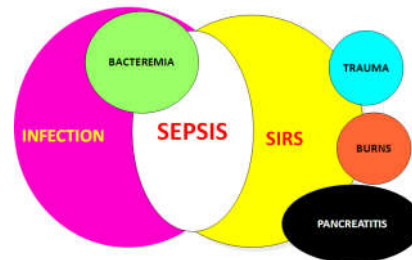 BACTEREMIA
TRAUMA
INFECTION
SEPSIS
SIRS
BURNS
PANCREATITIS